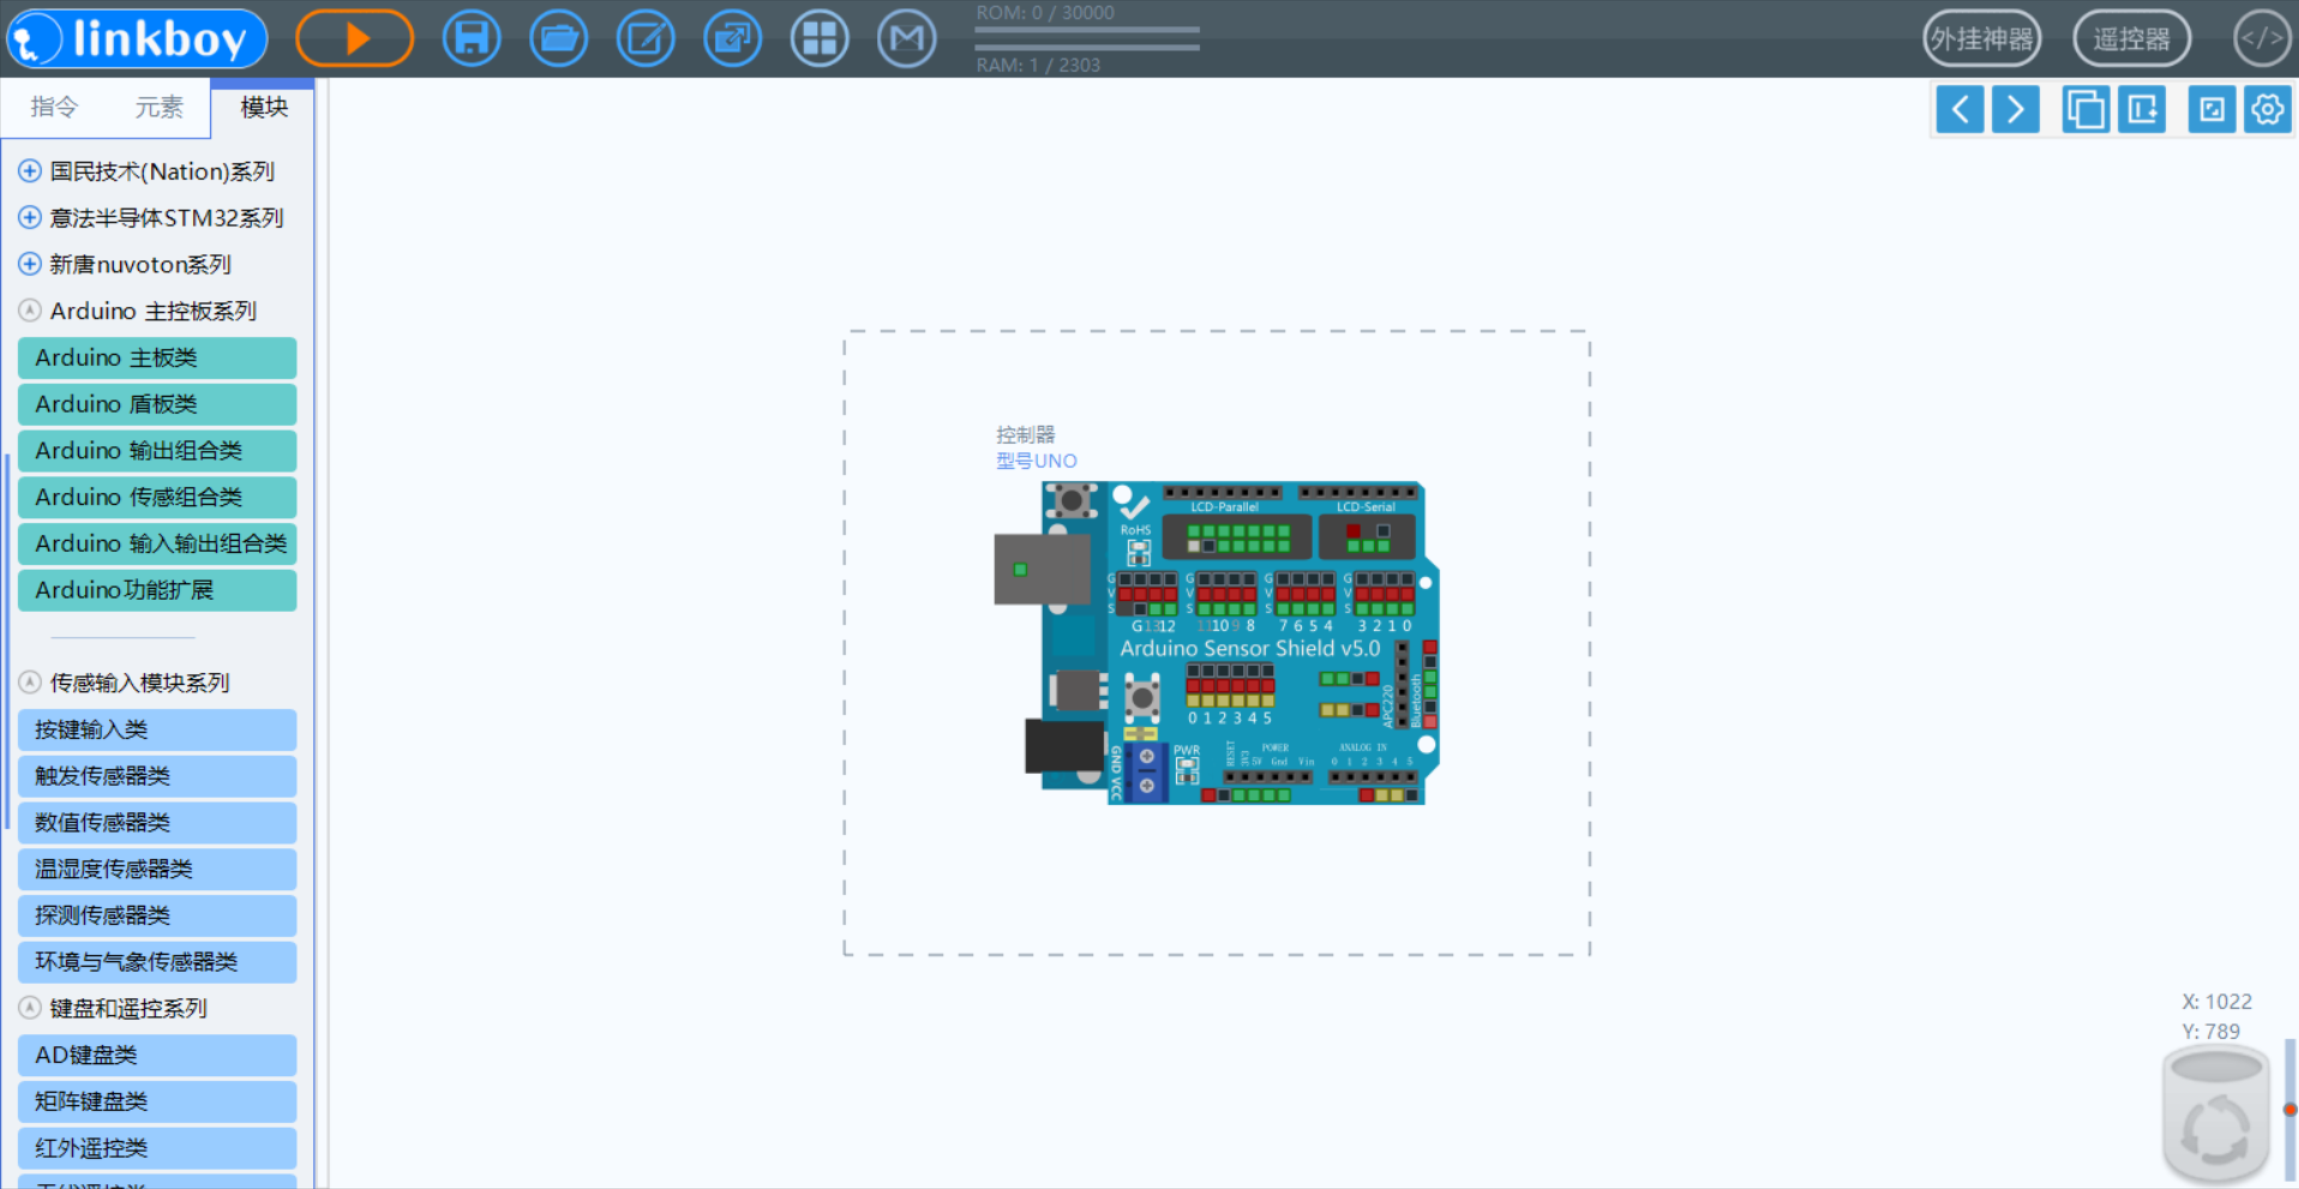 linkboy
ROM: 0 / 30000
RAM: 1 / 2303
外挂神器
遥控器
</>
指令
元素
模块
国民技术(Nation)系列
意法半导体STM32系列
新唐nuvoton系列
Arduino 主控板系列
Arduino 主板类
Arduino 盾板类
Arduino 输出组合类
Arduino 传感组合类
Arduino 输入输出组合类
Arduino功能扩展
传感输入模块系列
按键输入类
触发传感器类
数值传感器类
温湿度传感器类
探测传感器类
环境与气象传感器类
键盘和遥控系列
AD键盘类
矩阵键盘类
红外遥控类
控制器
型号UNO
LCD-Parallel
LCD-Serial
RoHS
G G G G
V V V V
S S S S
G 13 12 11 10 9 8 7 6 5 4 3 2 1 0
Arduino Sensor Shield v5.0
0 1 2 3 4 5
APC220
Bluetooth
GND VCC
PWR
RESET
3V3
POWER
5V Gnd Vin
ANALOG IN
0 1 2 3 4 5
X: 1022
Y: 789